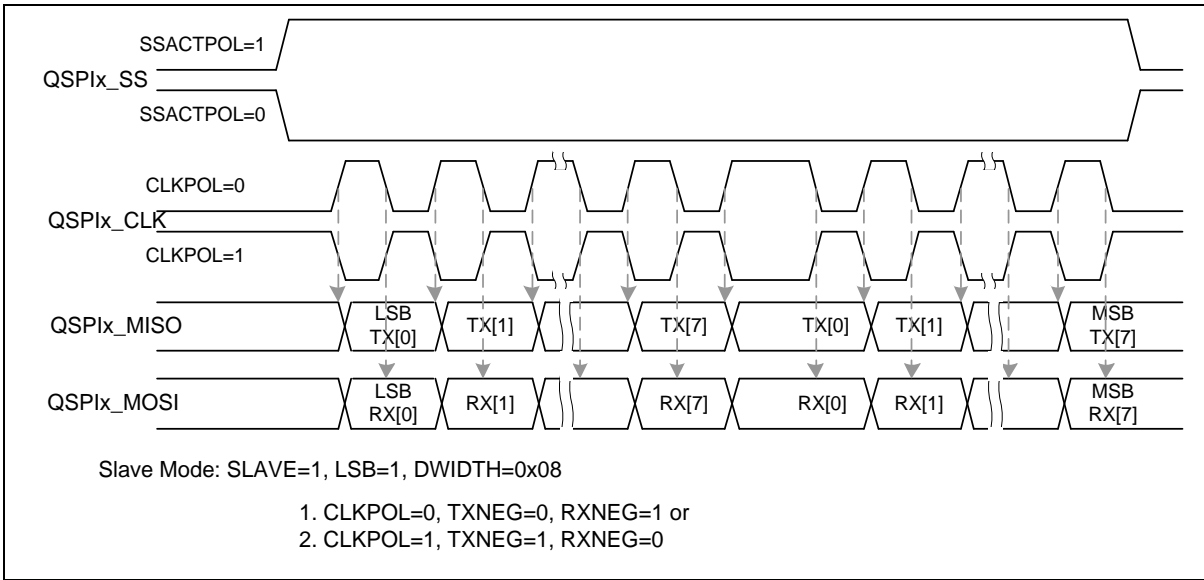 SSACTPOL=1
QSPIx_SS
SSACTPOL=0
CLKPOL=0
QSPIx_CLK
CLKPOL=1
QSPIx_MISO
LSB
TX[0]
TX[1]
TX[7]
TX[0]
TX[1]
MSB
TX[7]
QSPIx_MOSI
LSB
RX[0]
RX[1]
RX[7]
RX[0]
RX[1]
MSB
RX[7]
Slave Mode: SLAVE=1, LSB=1, DWIDTH=0x08
1. CLKPOL=0, TXNEG=0, RXNEG=1 or
2. CLKPOL=1, TXNEG=1, RXNEG=0